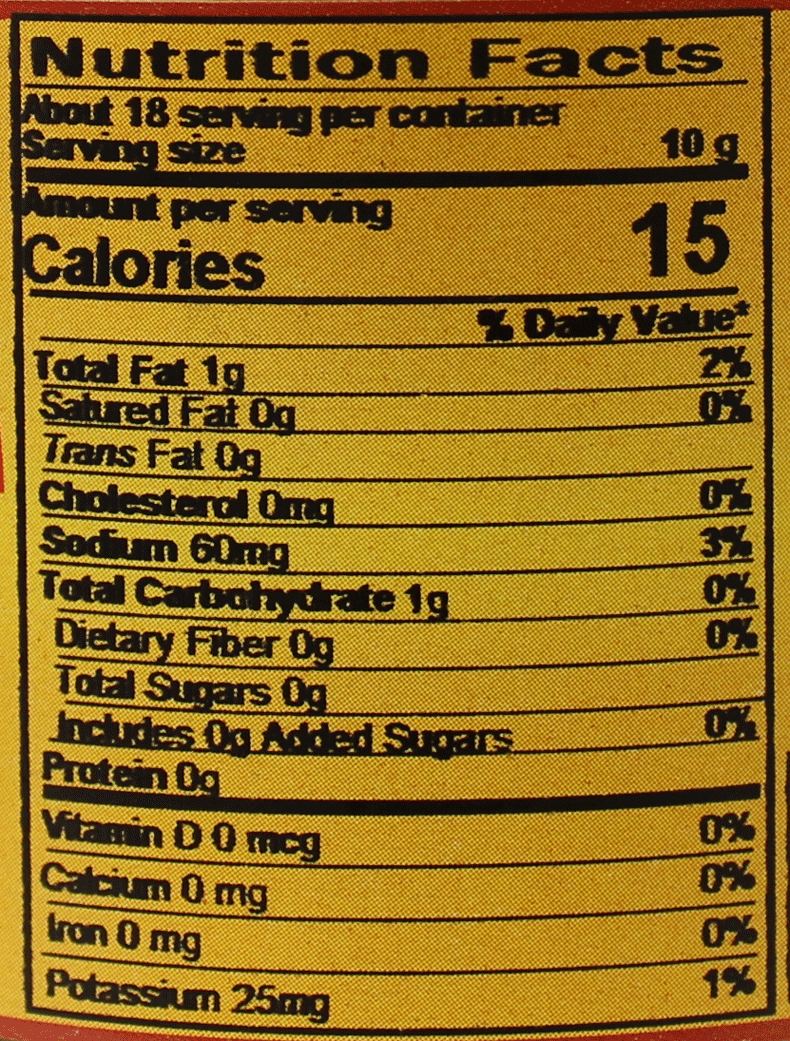 Nutrition Facts
About 18 serving per container
Serving size 10 g
Amount per serving
Calories 15
% Daily Value*
Total Fat 1g 2%
Satured Fat 0g 0%
Trans Fat 0g
Cholesterol 0mg 0%
Sodium 60mg 3%
Total Carbohydrate 1g 0%
Dietary Fiber 0g 0%
Total Sugars 0g
Includes 0g Added Sugars 0%
Protein 0g
Vitamin D 0 mcg 0%
Calcium 0 mg 0%
Iron 0 mg 0%
Potassium 25mg 1%